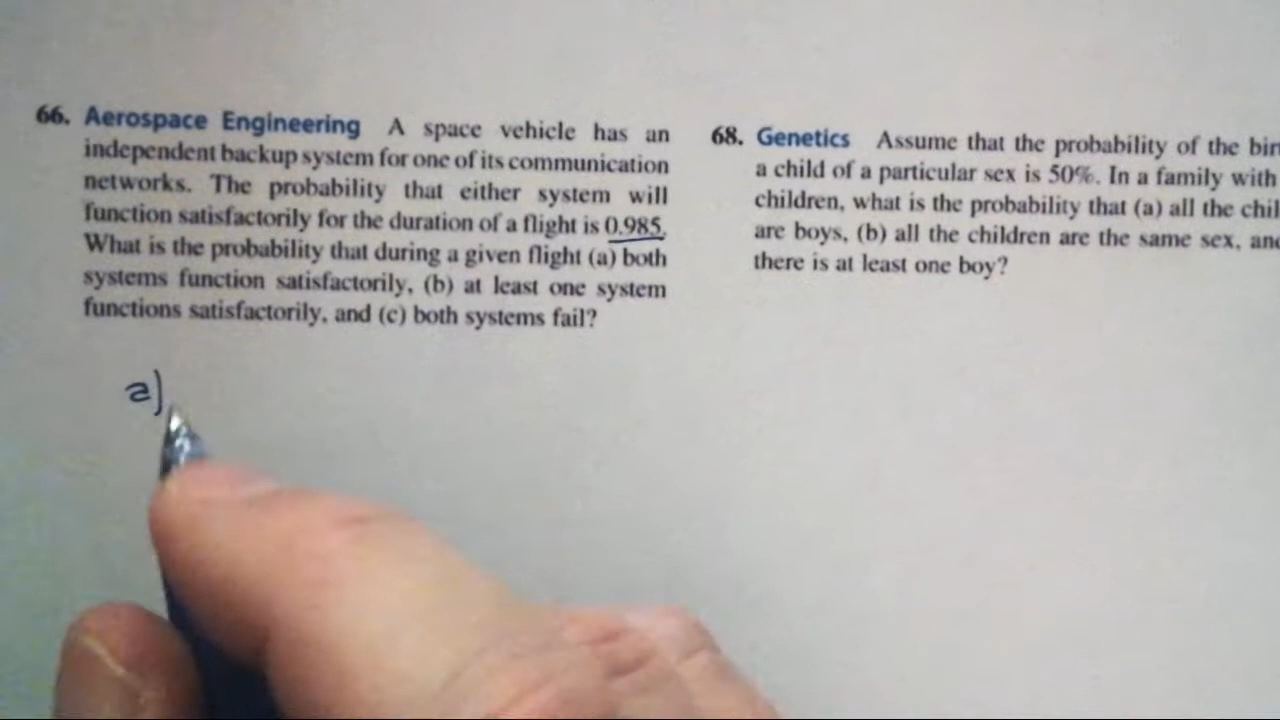 66. Aerospace Engineering A space vehicle has an
independent backup system for one of its communication
networks. The probability that either system will
function satisfactorily for the duration of a flight is 0.985.
What is the probability that during a given flight (a) both
systems function satisfactorily, (b) at least one system
functions satisfactorily, and (c) both systems fail?
a)
68. Genetics Assume that the probability of the
a child of a particular sex is 50%. In a family with
children, what is the probability that (a) all the
are boys, (b) all the children are the same sex,
there is at least one boy?